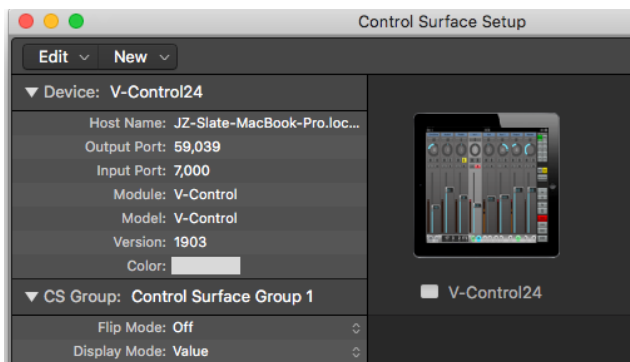 Control Surface Setup
Edit New
Device: V-Control24
Host Name: JZ-Slate-MacBook-Pro.loc...
Output Port: 59,039
Input Port: 7,000
Module: V-Control
Model: V-Control
Version: 1903
Color:
CS Group: Control Surface Group 1
Flip Mode: Off
Display Mode: Value
V-Control24